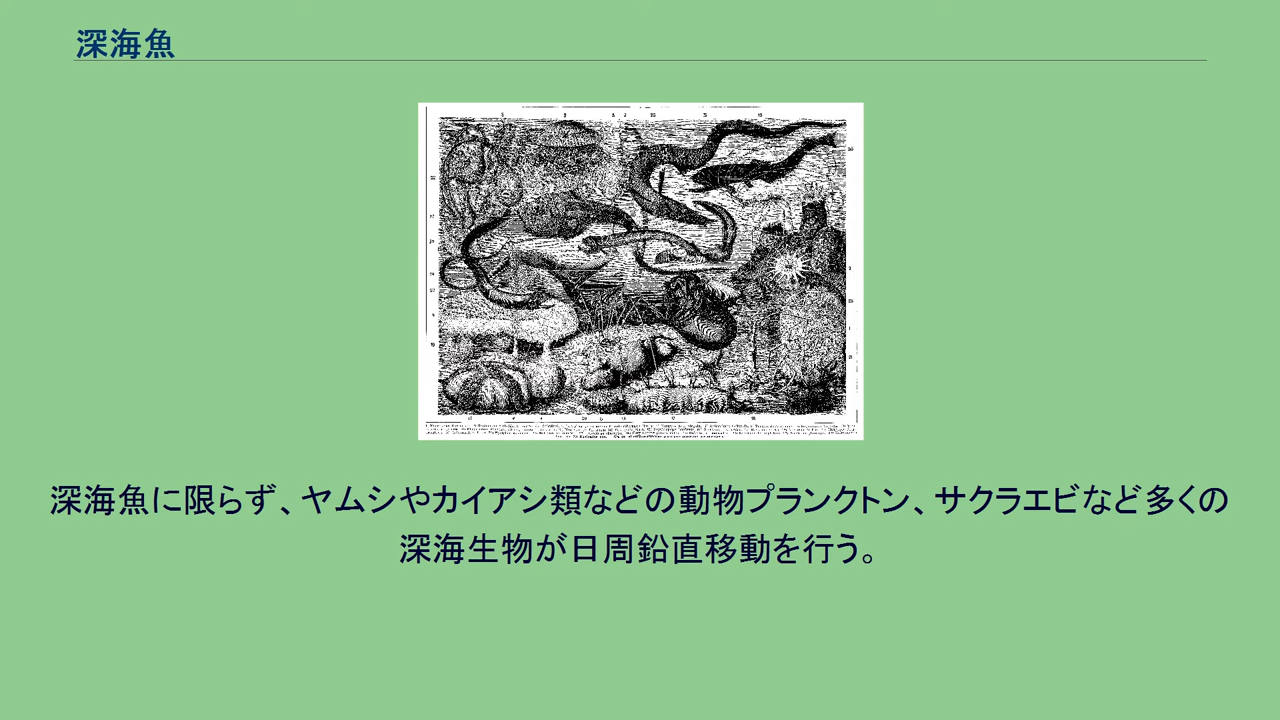 深海魚
深海魚に限らず、ヤムシやカイアシ類などの動物プランクトン、サクラエビなど多くの
深海生物が日周鉛直移動を行う。